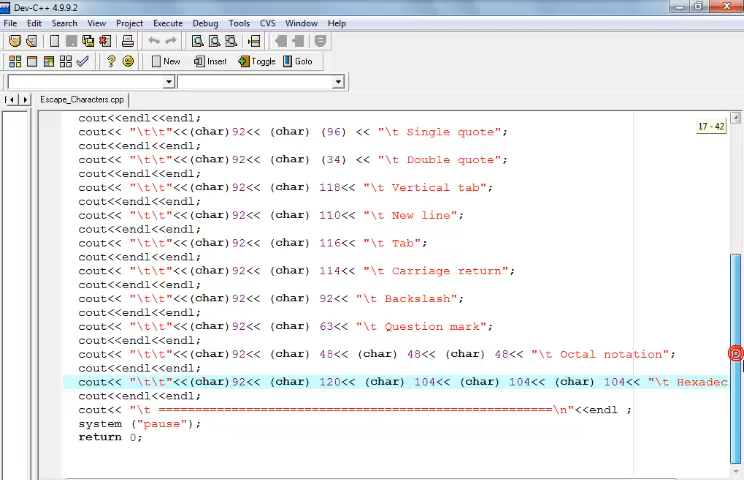 Dev-C++ 4.9.9.2
File Edit Search View Project Execute Debug Tools CVS Window Help
New Insert Toggle Goto
Escape_Characters.cpp
17 - 42
cout<<endl<<endl;
cout<< "\t\t"<<(char)92<< (char) (96) << "\t Single quote";
cout<<endl<<endl;
cout<< "\t\t"<<(char)92<< (char) (34) << "\t Double quote";
cout<<endl<<endl;
cout<< "\t\t"<<(char)92<< (char) 118<< "\t Vertical tab";
cout<<endl<<endl;
cout<< "\t\t"<<(char)92<< (char) 110<< "\t New line";
cout<<endl<<endl;
cout<< "\t\t"<<(char)92<< (char) 116<< "\t Tab";
cout<<endl<<endl;
cout<< "\t\t"<<(char)92<< (char) 114<< "\t Carriage return";
cout<<endl<<endl;
cout<< "\t\t"<<(char)92<< (char) 92<< "\t Backslash";
cout<<endl<<endl;
cout<< "\t\t"<<(char)92<< (char) 63<< "\t Question mark";
cout<<endl<<endl;
cout<< "\t\t"<<(char)92<< (char) 48<< (char) 48<< (char) 48<< "\t Octal notation";
cout<<endl<<endl;
cout<< "\t\t"<<(char)92<< (char) 120<< (char) 104<< (char) 104<< (char) 104<< "\t Hexadec
cout<<endl<<endl;
cout<< "\t ======================================================\n"<<endl ;
system ("pause");
return 0;